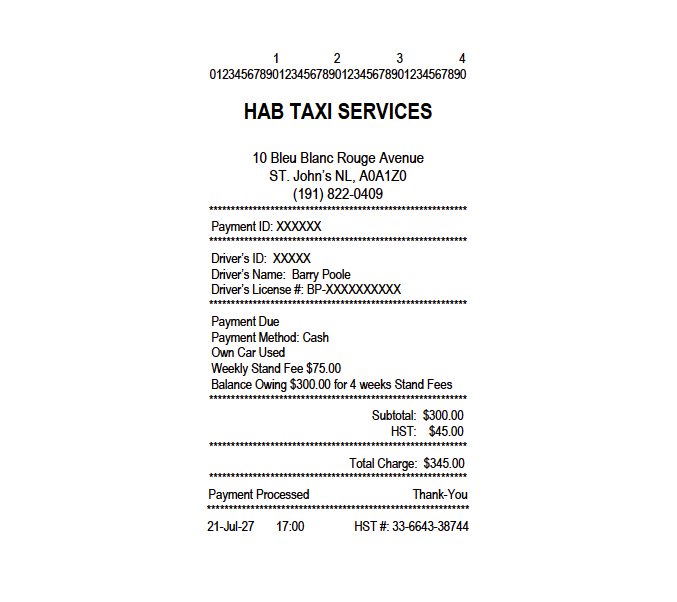 1 2 3 4
01234567890123456789012345678901234567890
HAB TAXI SERVICES
10 Bleu Blanc Rouge Avenue
ST. John's NL, A0A1Z0
(191) 822-0409
************************************************************
Payment ID: XXXXXX
************************************************************
Driver's ID: XXXXX
Driver's Name: Barry Poole
Driver's License #: BP-XXXXXXXXXX
************************************************************
Payment Due
Payment Method: Cash
Own Car Used
Weekly Stand Fee $75.00
Balance Owing $300.00 for 4 weeks Stand Fees
************************************************************
Subtotal: $300.00
HST: $45.00
************************************************************
Total Charge: $345.00
************************************************************
Payment Processed Thank-You
************************************************************
21-Jul-27 17:00 HST #: 33-6643-38744